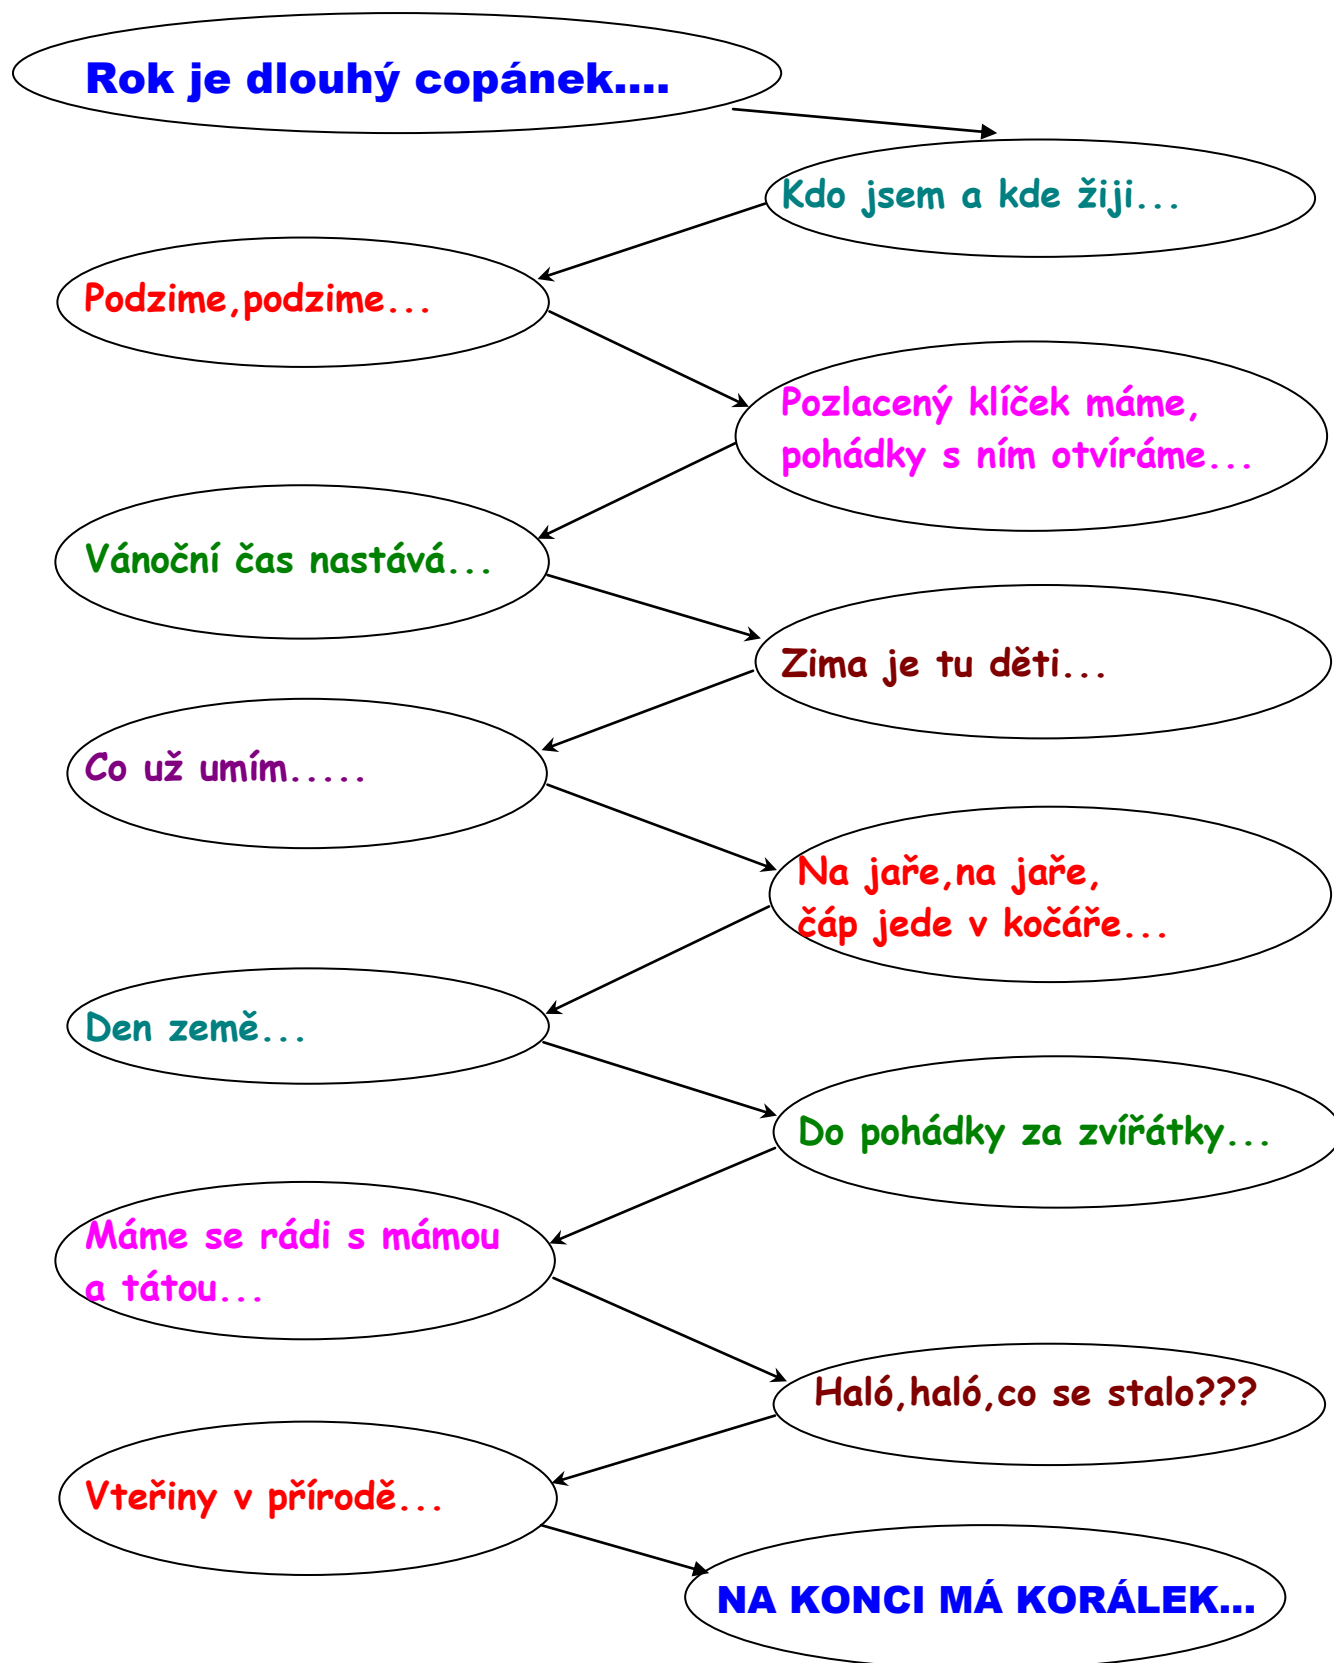 Rok je dlouhý copánek....
Kdo jsem a kde žiji...
Podzime,podzime...
Pozlacený klíček máme,
pohádky s ním otvíráme...
Vánoční čas nastává...
Zima je tu děti...
Co už umím.....
Na jaře,na jaře,
čáp jede v kočáře...
Den země...
Do pohádky za zvířátky...
Máme se rádi s mámou
a tátou...
Haló,haló,co se stalo???
Vteřiny v přírodě...
NA KONCI MÁ KORÁLEK...